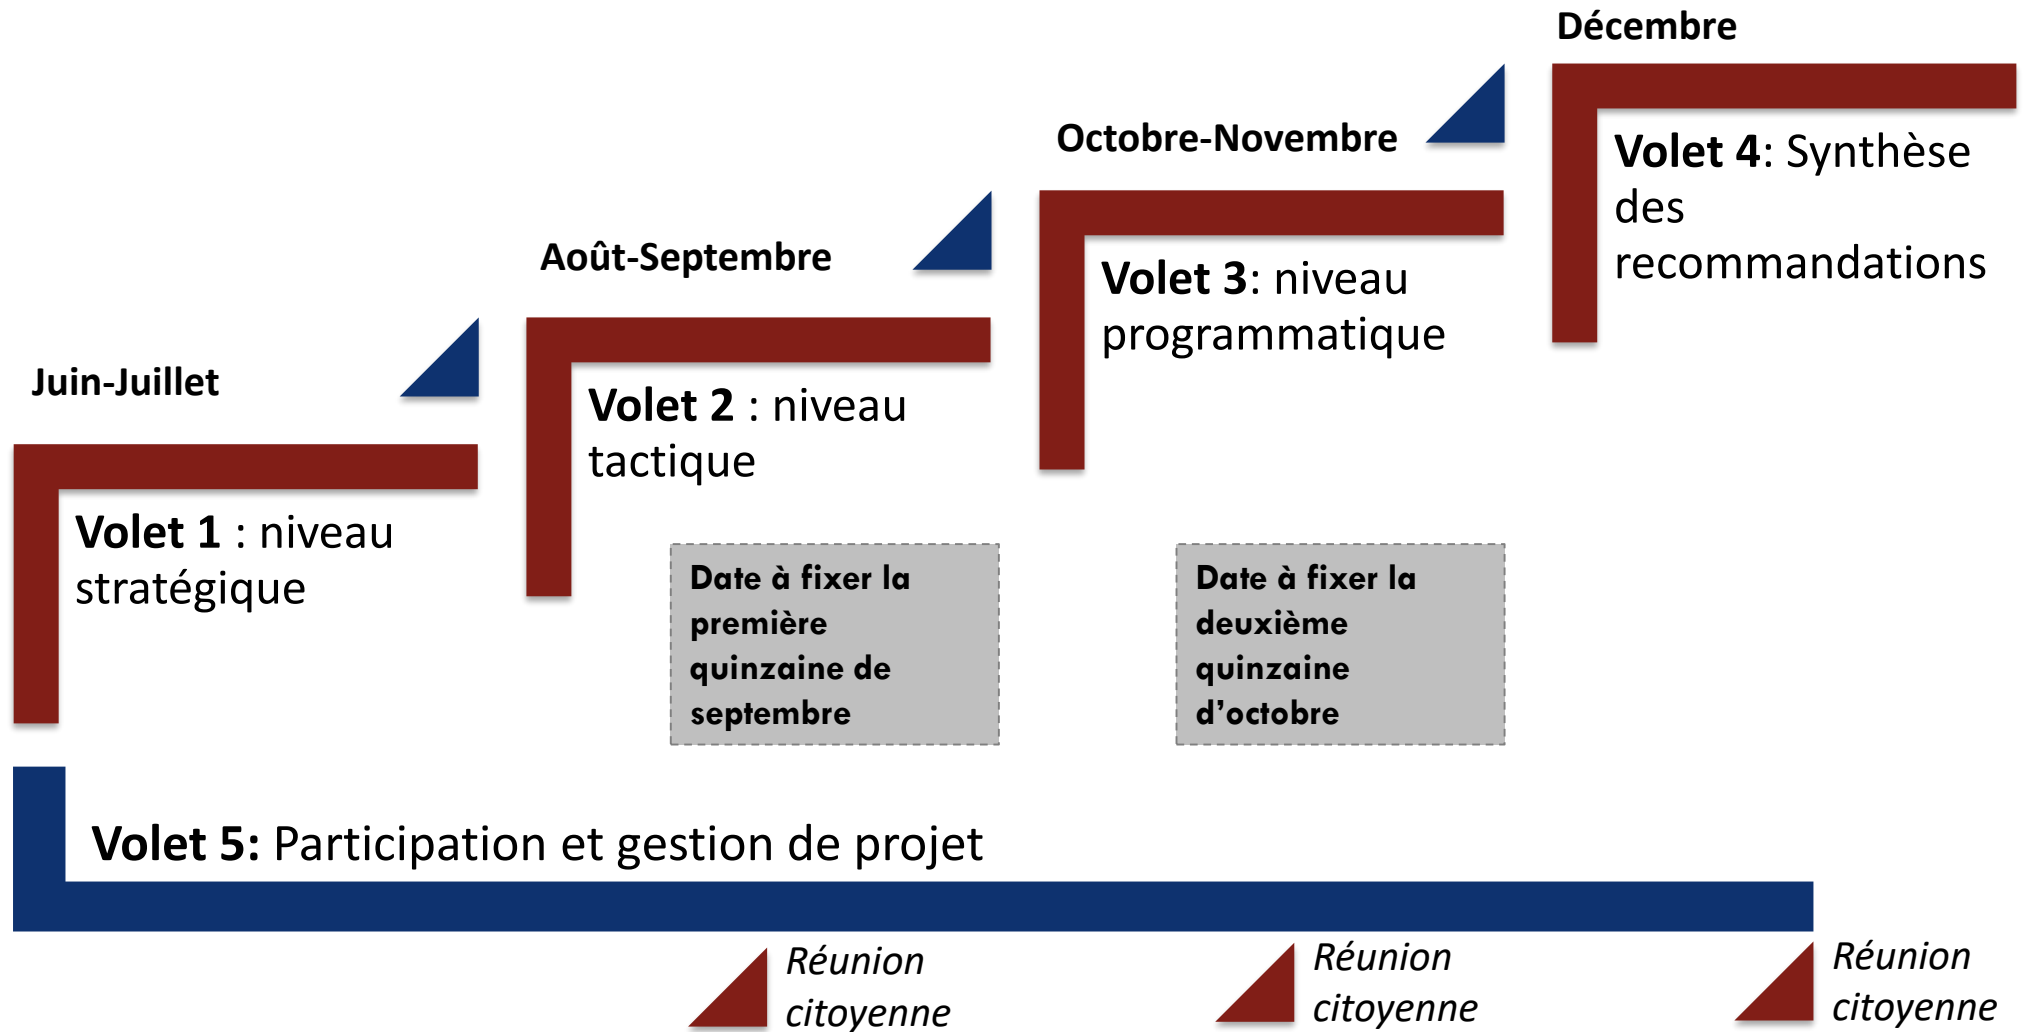 Décembre
Volet 4: Synthèse
des
recommandations
Octobre-Novembre
Volet 3: niveau
programmatique
Août-Septembre
Volet 2 : niveau
tactique
Juin-Juillet
Volet 1 : niveau
stratégique
Date à fixer la
première
quinzaine de
septembre
Date à fixer la
deuxième
quinzaine
d’octobre
Volet 5: Participation et gestion de projet
Réunion
citoyenne
Réunion
citoyenne
Réunion
citoyenne